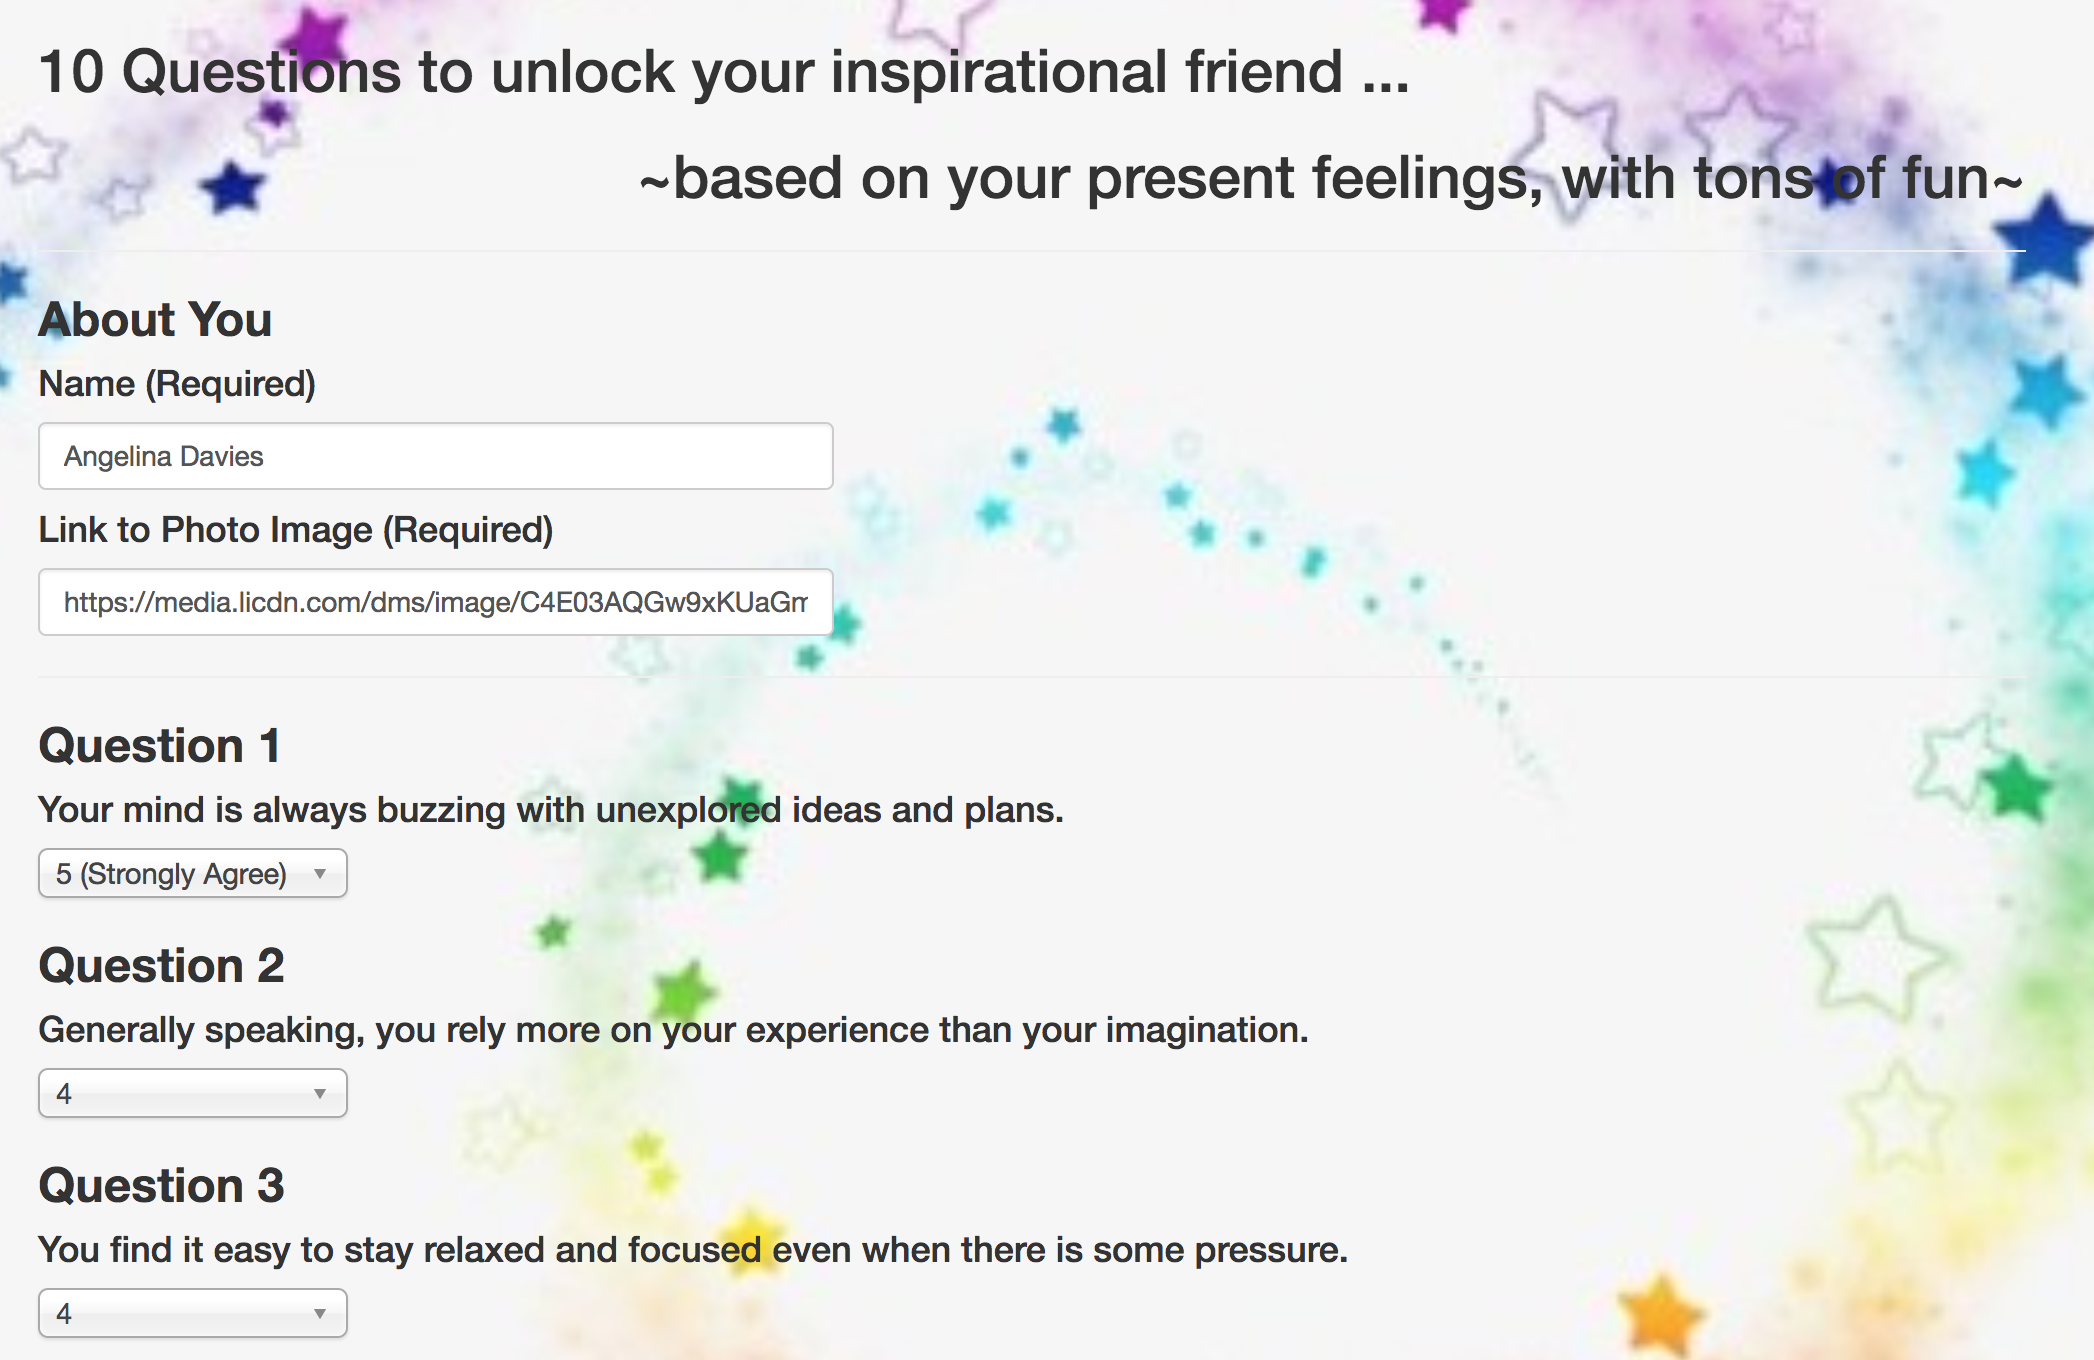 10 Questions to unlock your inspirational friend ...
~based on your present feelings, with tons of fun~
About You
Name (Required)
Angelina Davies
Link to Photo Image (Required)
https://media.licdn.com/dms/image/C4E03AQGw9xKUaGm
Question 1
Your mind is always buzzing with unexplored ideas and plans.
5 (Strongly Agree)
Question 2
Generally speaking, you rely more on your experience than your imagination.
4
Question 3
You find it easy to stay relaxed and focused even when there is some pressure.
4